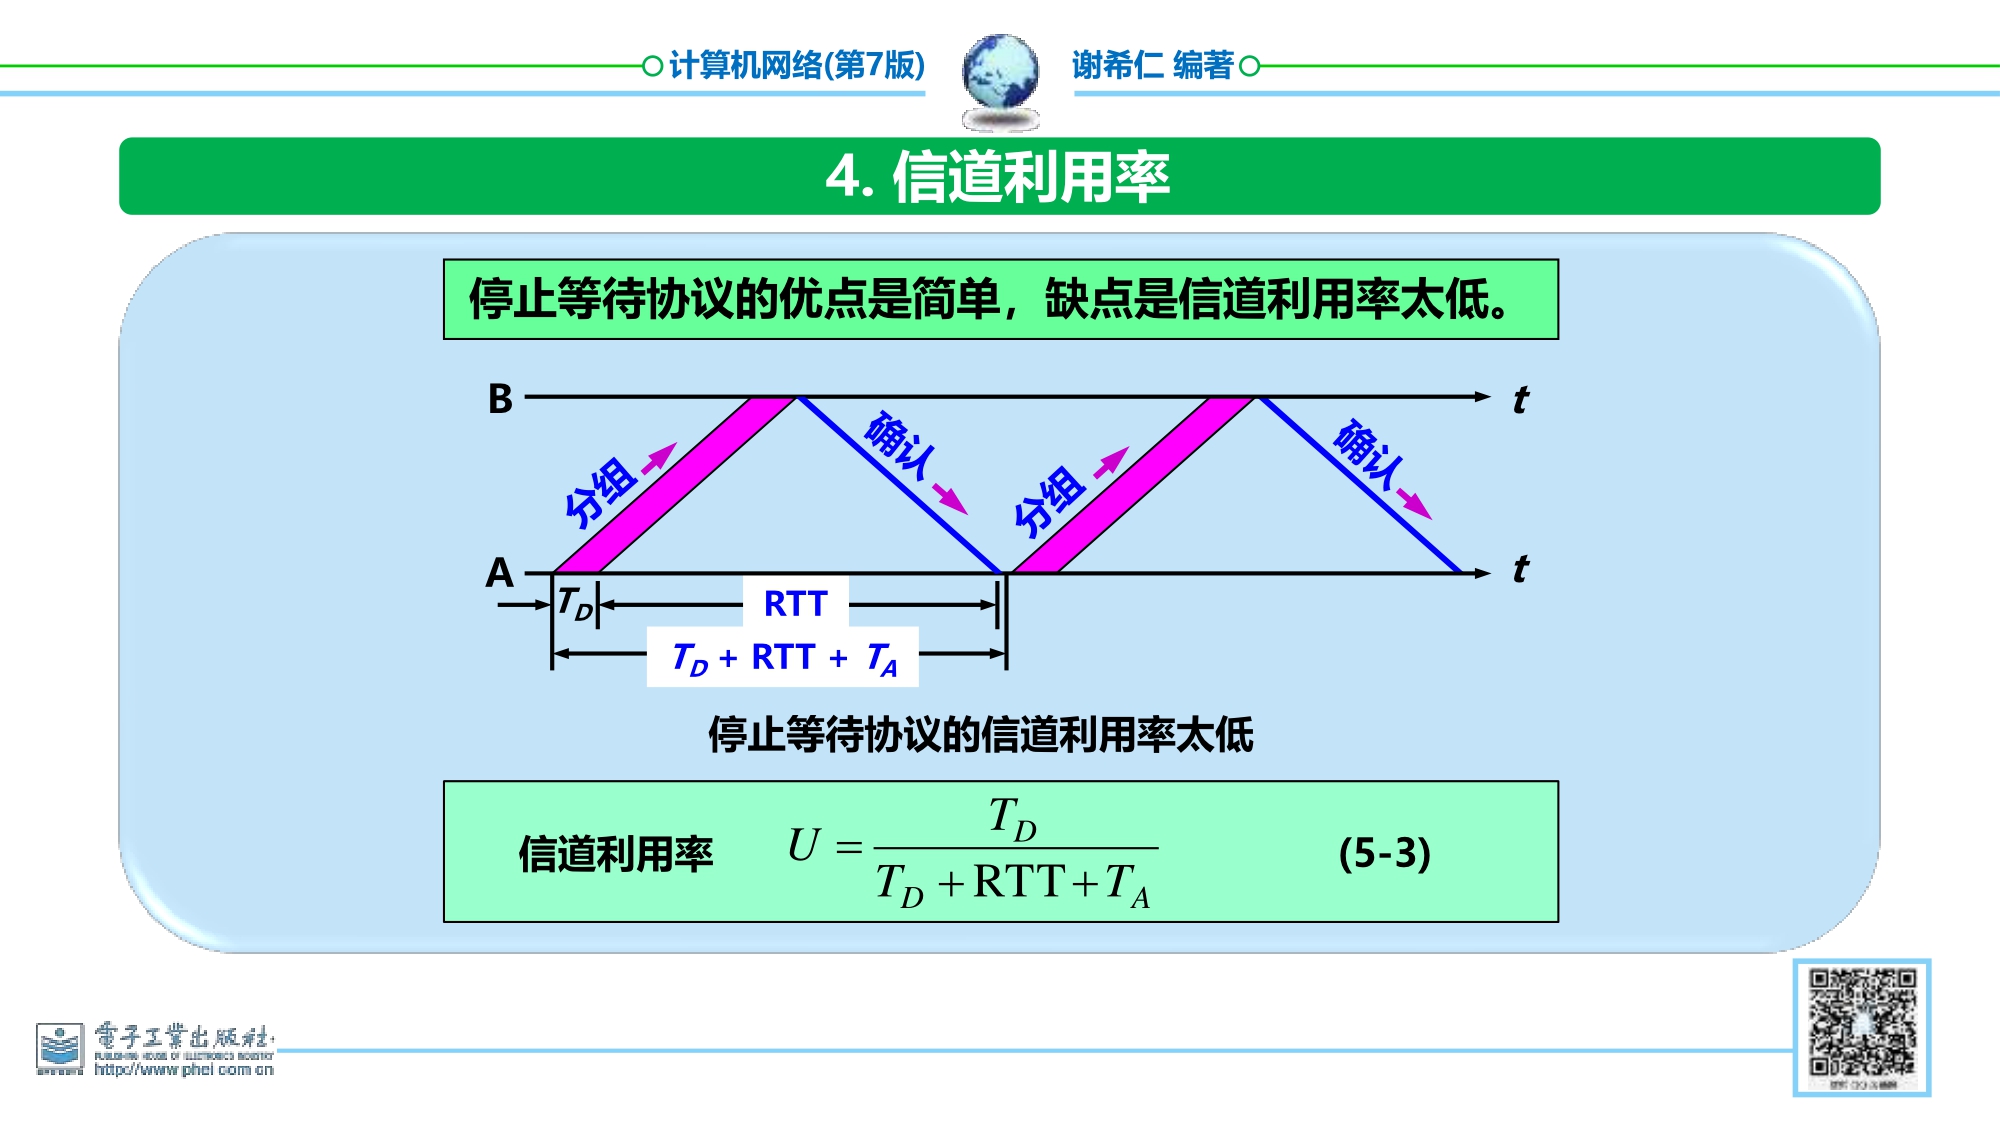 计算机网络(第7版) 谢希仁 编著
4. 信道利用率
停止等待协议的优点是简单，缺点是信道利用率太低。
B t
分组 确认 分组 确认
A t
T_D RTT
T_D + RTT + T_A
停止等待协议的信道利用率太低
信道利用率 U = T_D / (T_D + RTT + T_A) (5-3)
電子工業出版社
PUBLISHING HOUSE OF ELECTRONICS INDUSTRY
http://www.phei.com.cn